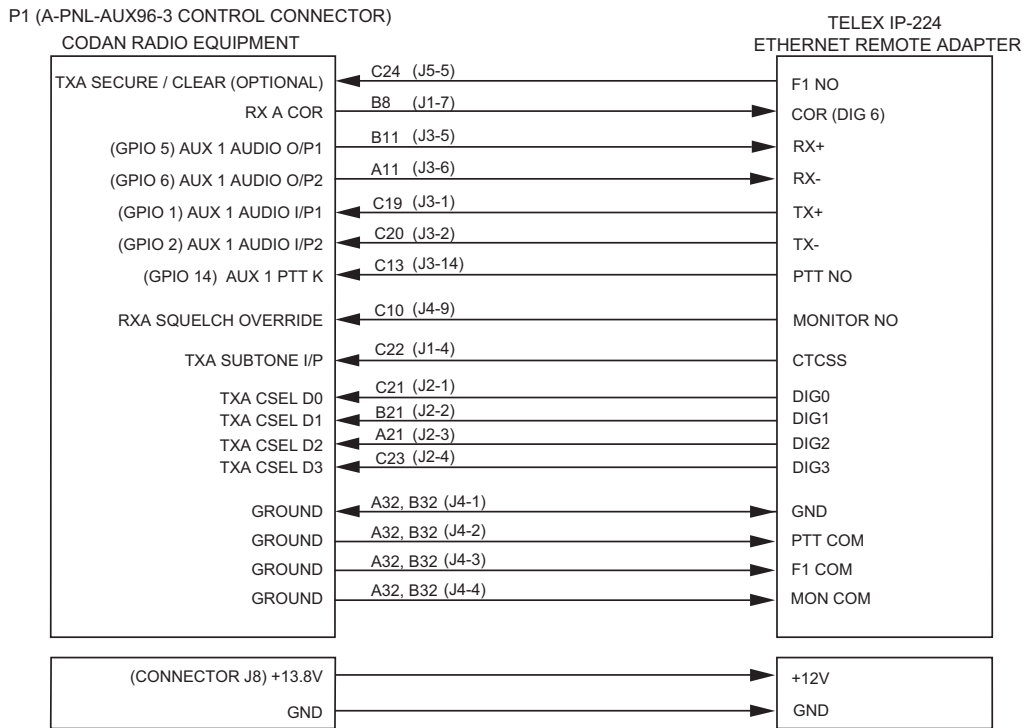 P1 (A-PNL-AUX96-3 CONTROL CONNECTOR)
CODAN RADIO EQUIPMENT
TELEX IP-224
ETHERNET REMOTE ADAPTER
TXA SECURE / CLEAR (OPTIONAL) C24 (J5-5) F1 NO
RX A COR B8 (J1-7) COR (DIG 6)
(GPIO 5) AUX 1 AUDIO O/P1 B11 (J3-5) RX+
(GPIO 6) AUX 1 AUDIO O/P2 A11 (J3-6) RX-
(GPIO 1) AUX 1 AUDIO I/P1 C19 (J3-1) TX+
(GPIO 2) AUX 1 AUDIO I/P2 C20 (J3-2) TX-
(GPIO 14) AUX 1 PTT K C13 (J3-14) PTT NO
RXA SQUELCH OVERRIDE C10 (J4-9) MONITOR NO
TXA SUBTONE I/P C22 (J1-4) CTCSS
TXA CSEL D0 C21 (J2-1) DIG0
TXA CSEL D1 B21 (J2-2) DIG1
TXA CSEL D2 A21 (J2-3) DIG2
TXA CSEL D3 C23 (J2-4) DIG3
GROUND A32, B32 (J4-1) GND
GROUND A32, B32 (J4-2) PTT COM
GROUND A32, B32 (J4-3) F1 COM
GROUND A32, B32 (J4-4) MON COM
(CONNECTOR J8) +13.8V +12V
GND GND